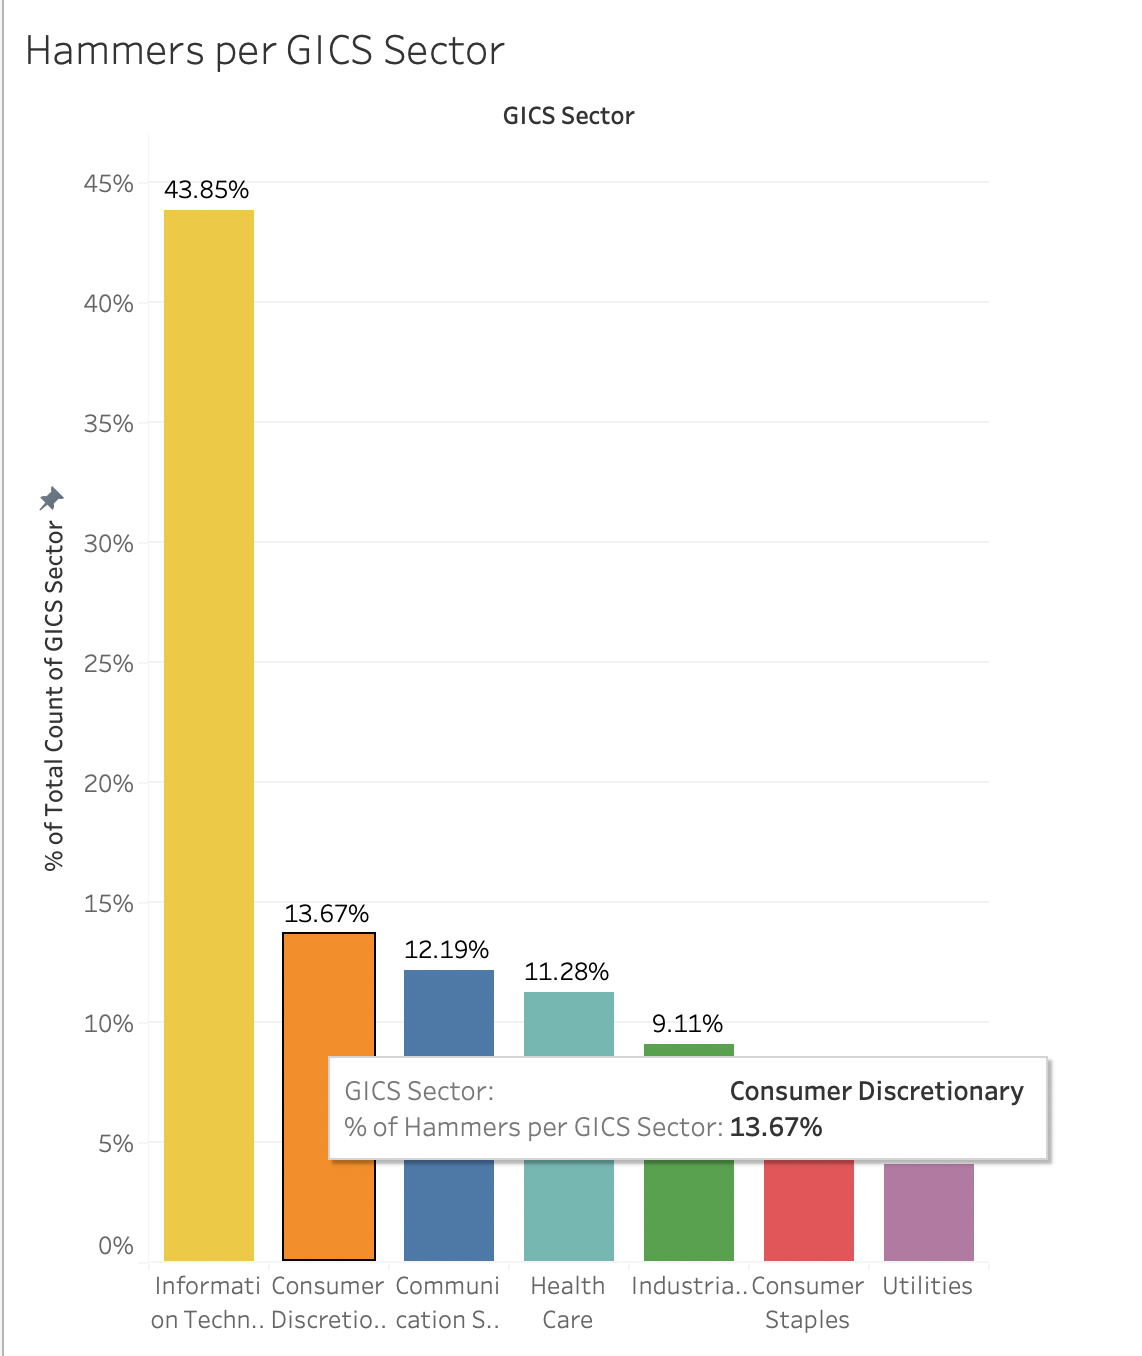 Hammers per GICS Sector
GICS Sector
45%
40%
35%
30%
25%
20%
15%
10%
5%
0%
% of Total Count of GICS Sector
43.85%
13.67%
12.19%
11.28%
9.11%
GICS Sector: Consumer Discretionary
% of Hammers per GICS Sector: 13.67%
Informati
on Techn..
Consumer
Discretio..
Communi
cation S..
Health
Care
Industria..
Consumer
Staples
Utilities